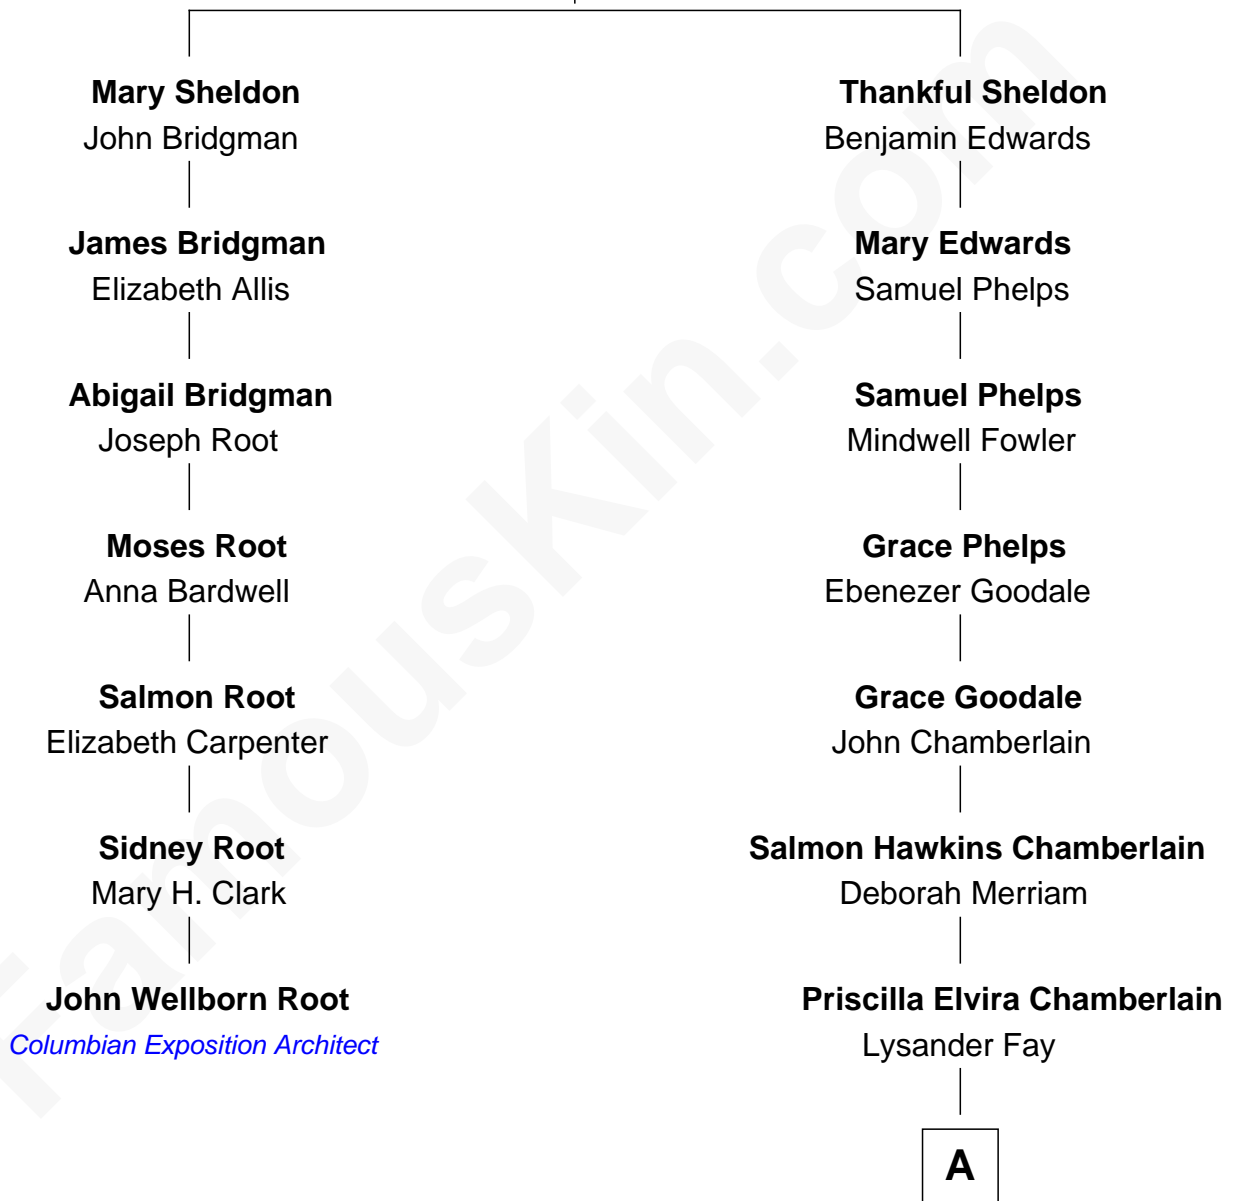 Mary Sheldon
John Bridgman
James Bridgman
Elizabeth Allis
Abigail Bridgman
Joseph Root
Moses Root
Anna Bardwell
Salmon Root
Elizabeth Carpenter
Sidney Root
Mary H. Clark
John Wellborn Root
Columbian Exposition Architect
Thankful Sheldon
Benjamin Edwards
Mary Edwards
Samuel Phelps
Samuel Phelps
Mindwell Fowler
Grace Phelps
Ebenezer Goodale
Grace Goodale
John Chamberlain
Salmon Hawkins Chamberlain
Deborah Merriam
Priscilla Elvira Chamberlain
Lysander Fay
A
FamousKin.com